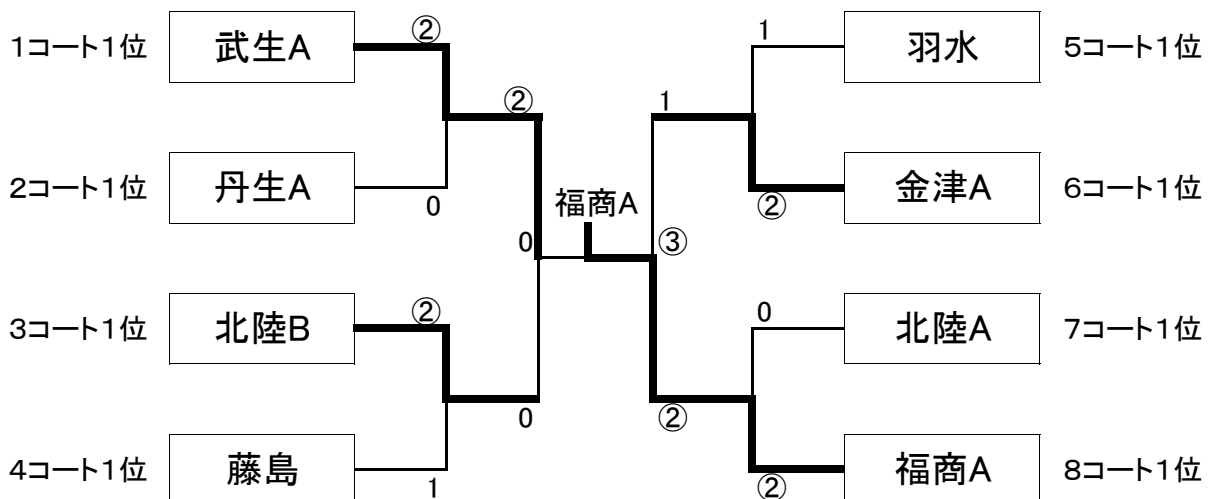 1コート1位 武生A ② 1 羽水 5コート1位
② 1
2コート1位 丹生A 0 ② 金津A 6コート1位
福商A
0 ③
3コート1位 北陸B ② 0 北陸A 7コート1位
0 ②
4コート1位 藤島 1 ② 福商A 8コート1位